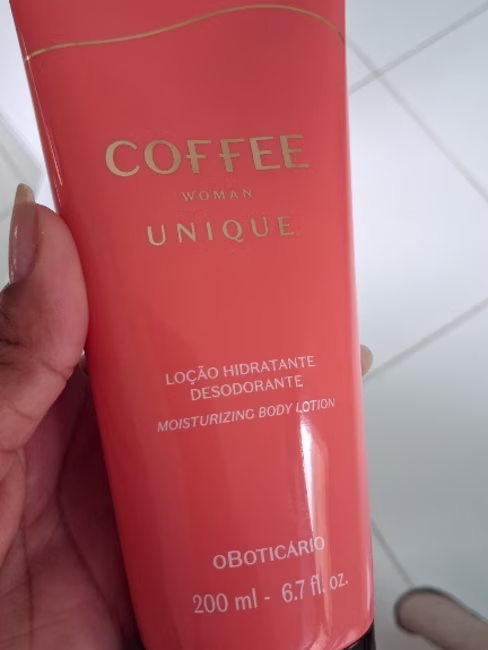 COFFEE
WOMAN
UNIQUE
LOÇÃO HIDRATANTE
DESODORANTE
MOISTURIZING BODY LOTION
oBOTICÁRIO
200 ml - 6.7 fl. oz.